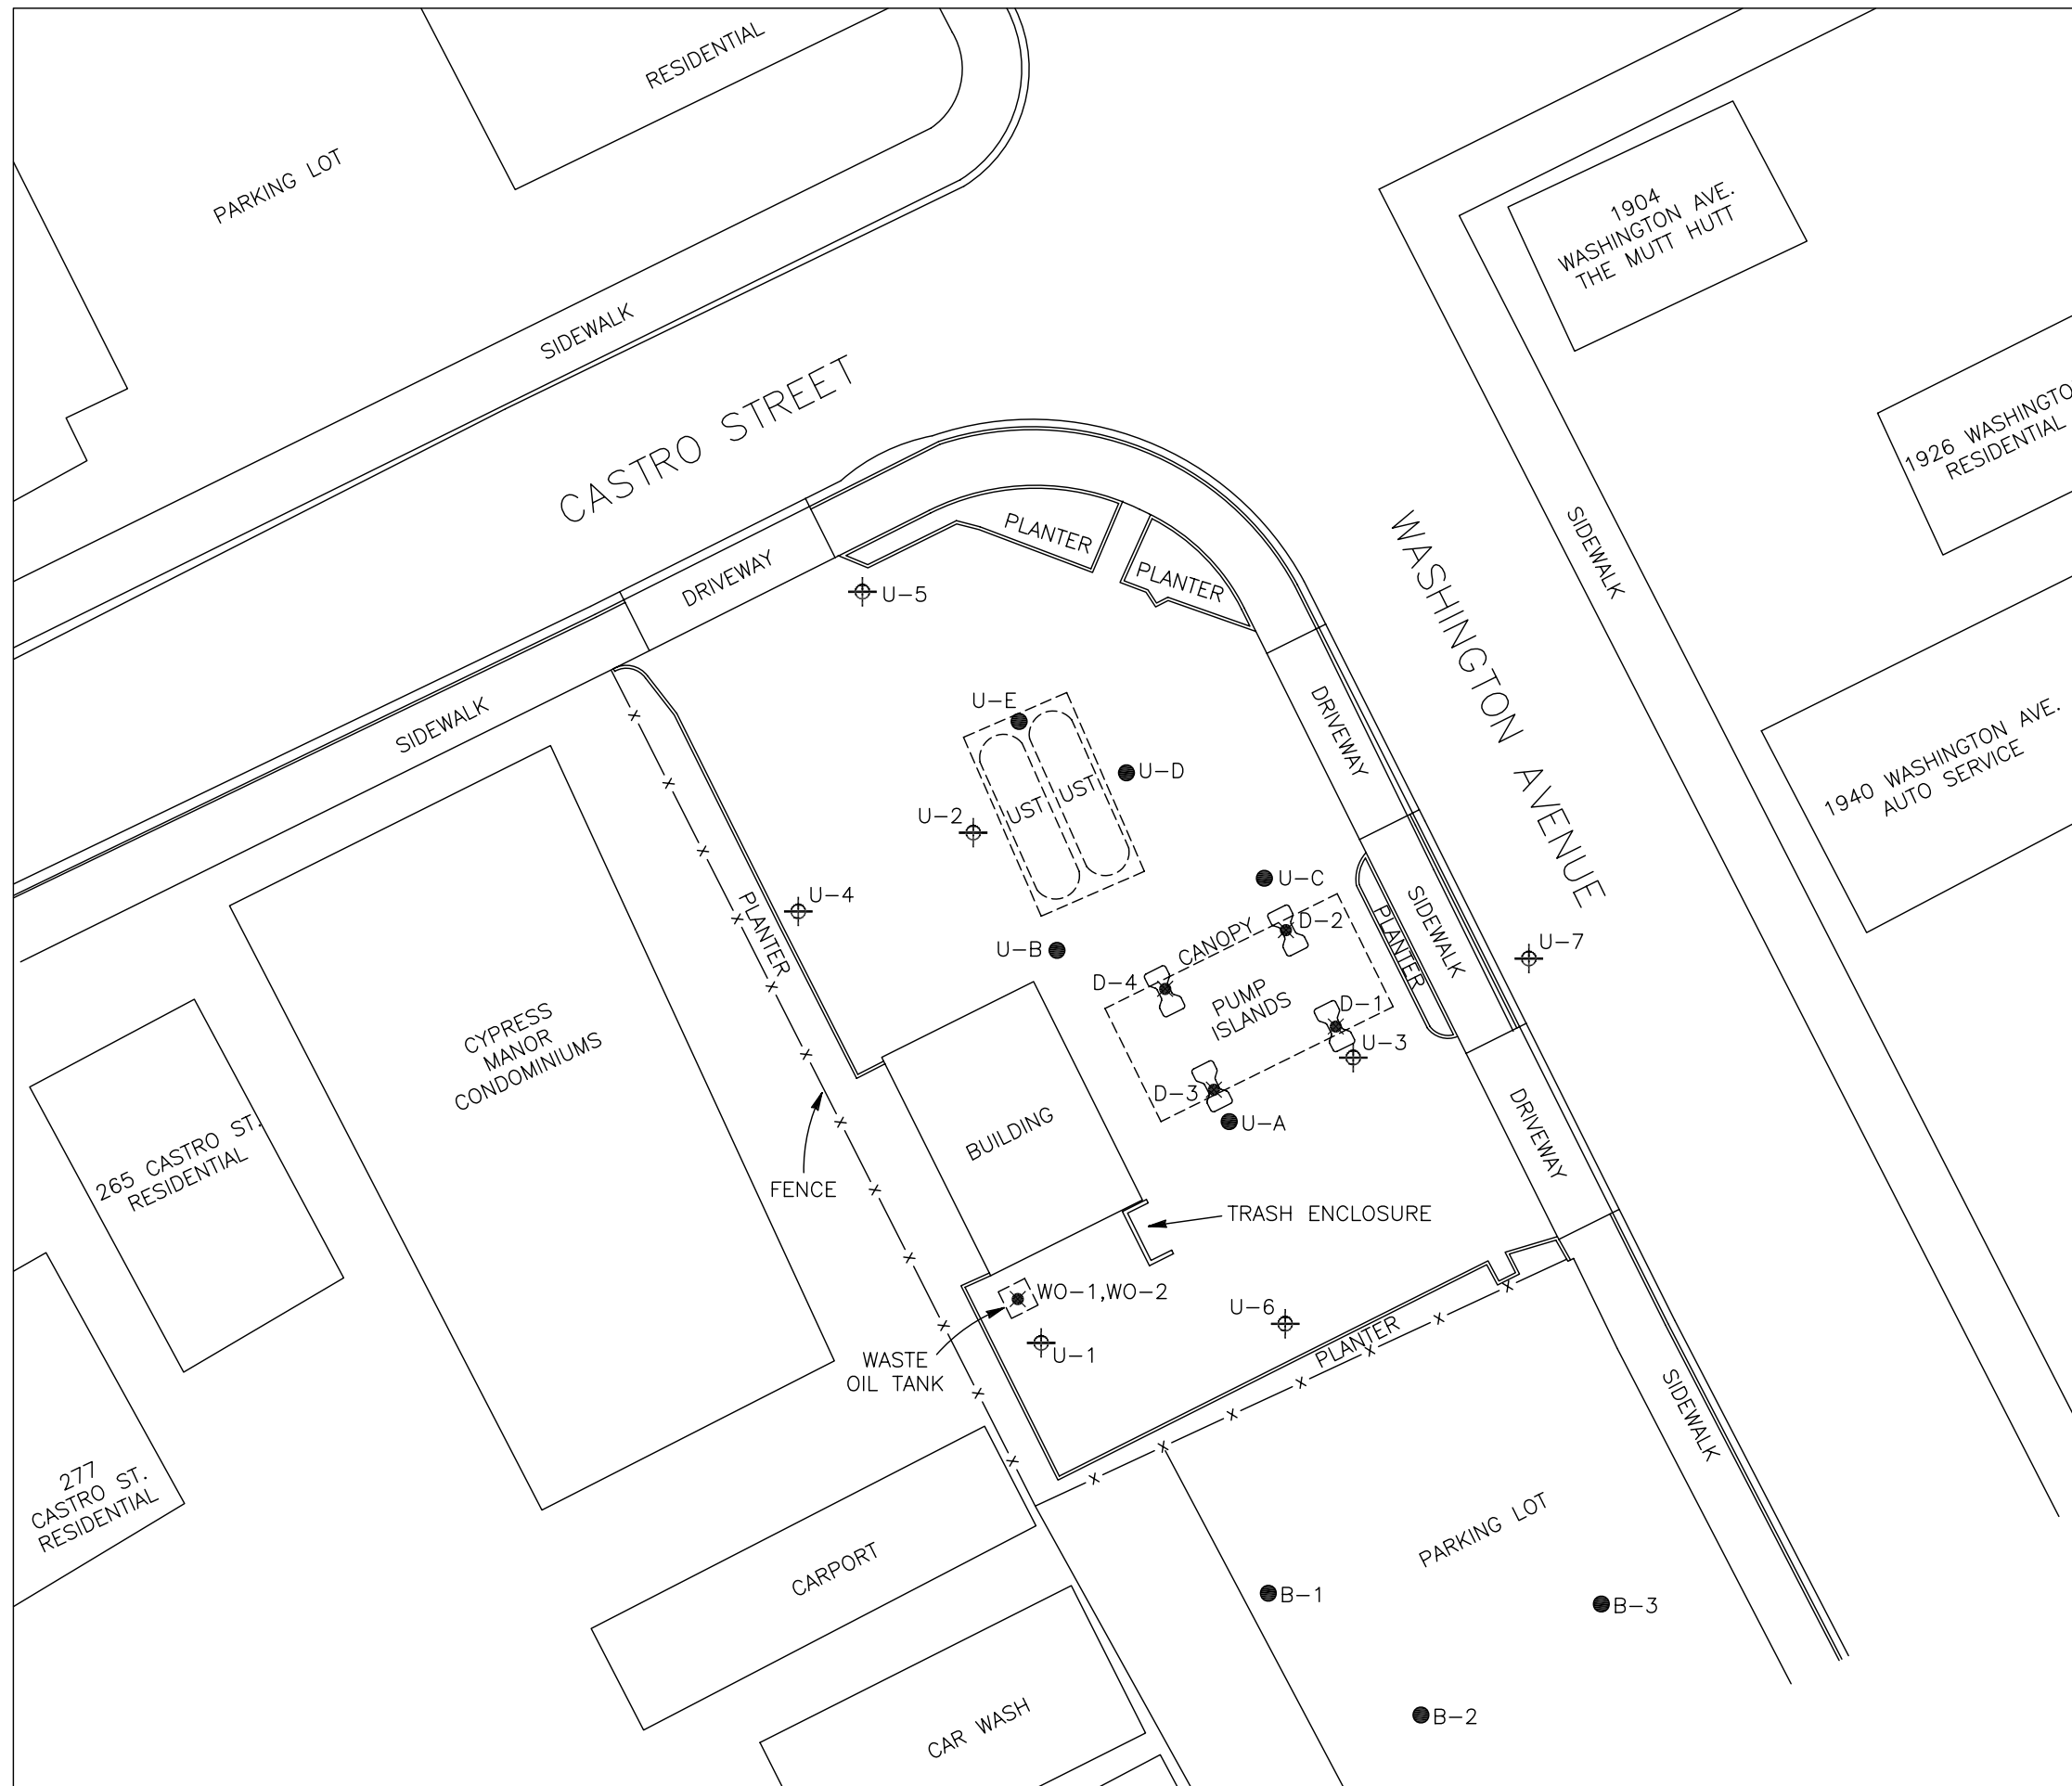 RESIDENTIAL
PARKING LOT
SIDEWALK
CASTRO STREET
1904
WASHINGTON AVE.
THE MUTT HUTT
1926 WASHINGTO
RESIDENTIAL
SIDEWALK
WASHINGTON AVENUE
PLANTER
PLANTER
DRIVEWAY
U-5
SIDEWALK
DRIVEWAY
U-E
U-D
UST
UST
U-2
1940 WASHINGTON AVE.
AUTO SERVICE
U-4
PLANTER
U-C
SIDEWALK
PLANTER
U-7
U-B
CANOPY
D-2
D-4
PUMP
ISLANDS
D-1
U-3
D-3
U-A
CYPRESS
MANOR
CONDOMINIUMS
265 CASTRO ST.
RESIDENTIAL
BUILDING
FENCE
DRIVEWAY
TRASH ENCLOSURE
WO-1,WO-2
U-6
U-1
WASTE
OIL TANK
PLANTER
SIDEWALK
277
CASTRO ST.
RESIDENTIAL
PARKING LOT
CARPORT
B-1
B-3
CAR WASH
B-2